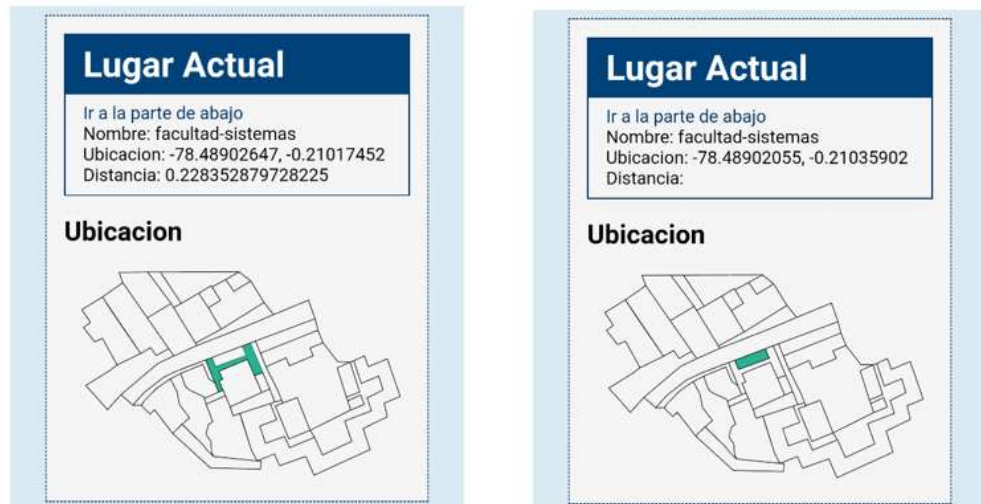 Lugar Actual
Ir a la parte de abajo
Nombre: facultad-sistemas
Ubicacion: -78.48902647, -0.21017452
Distancia: 0.228352879728225
Ubicacion
Lugar Actual
Ir a la parte de abajo
Nombre: facultad-sistemas
Ubicacion: -78.48902055, -0.21035902
Distancia:
Ubicacion